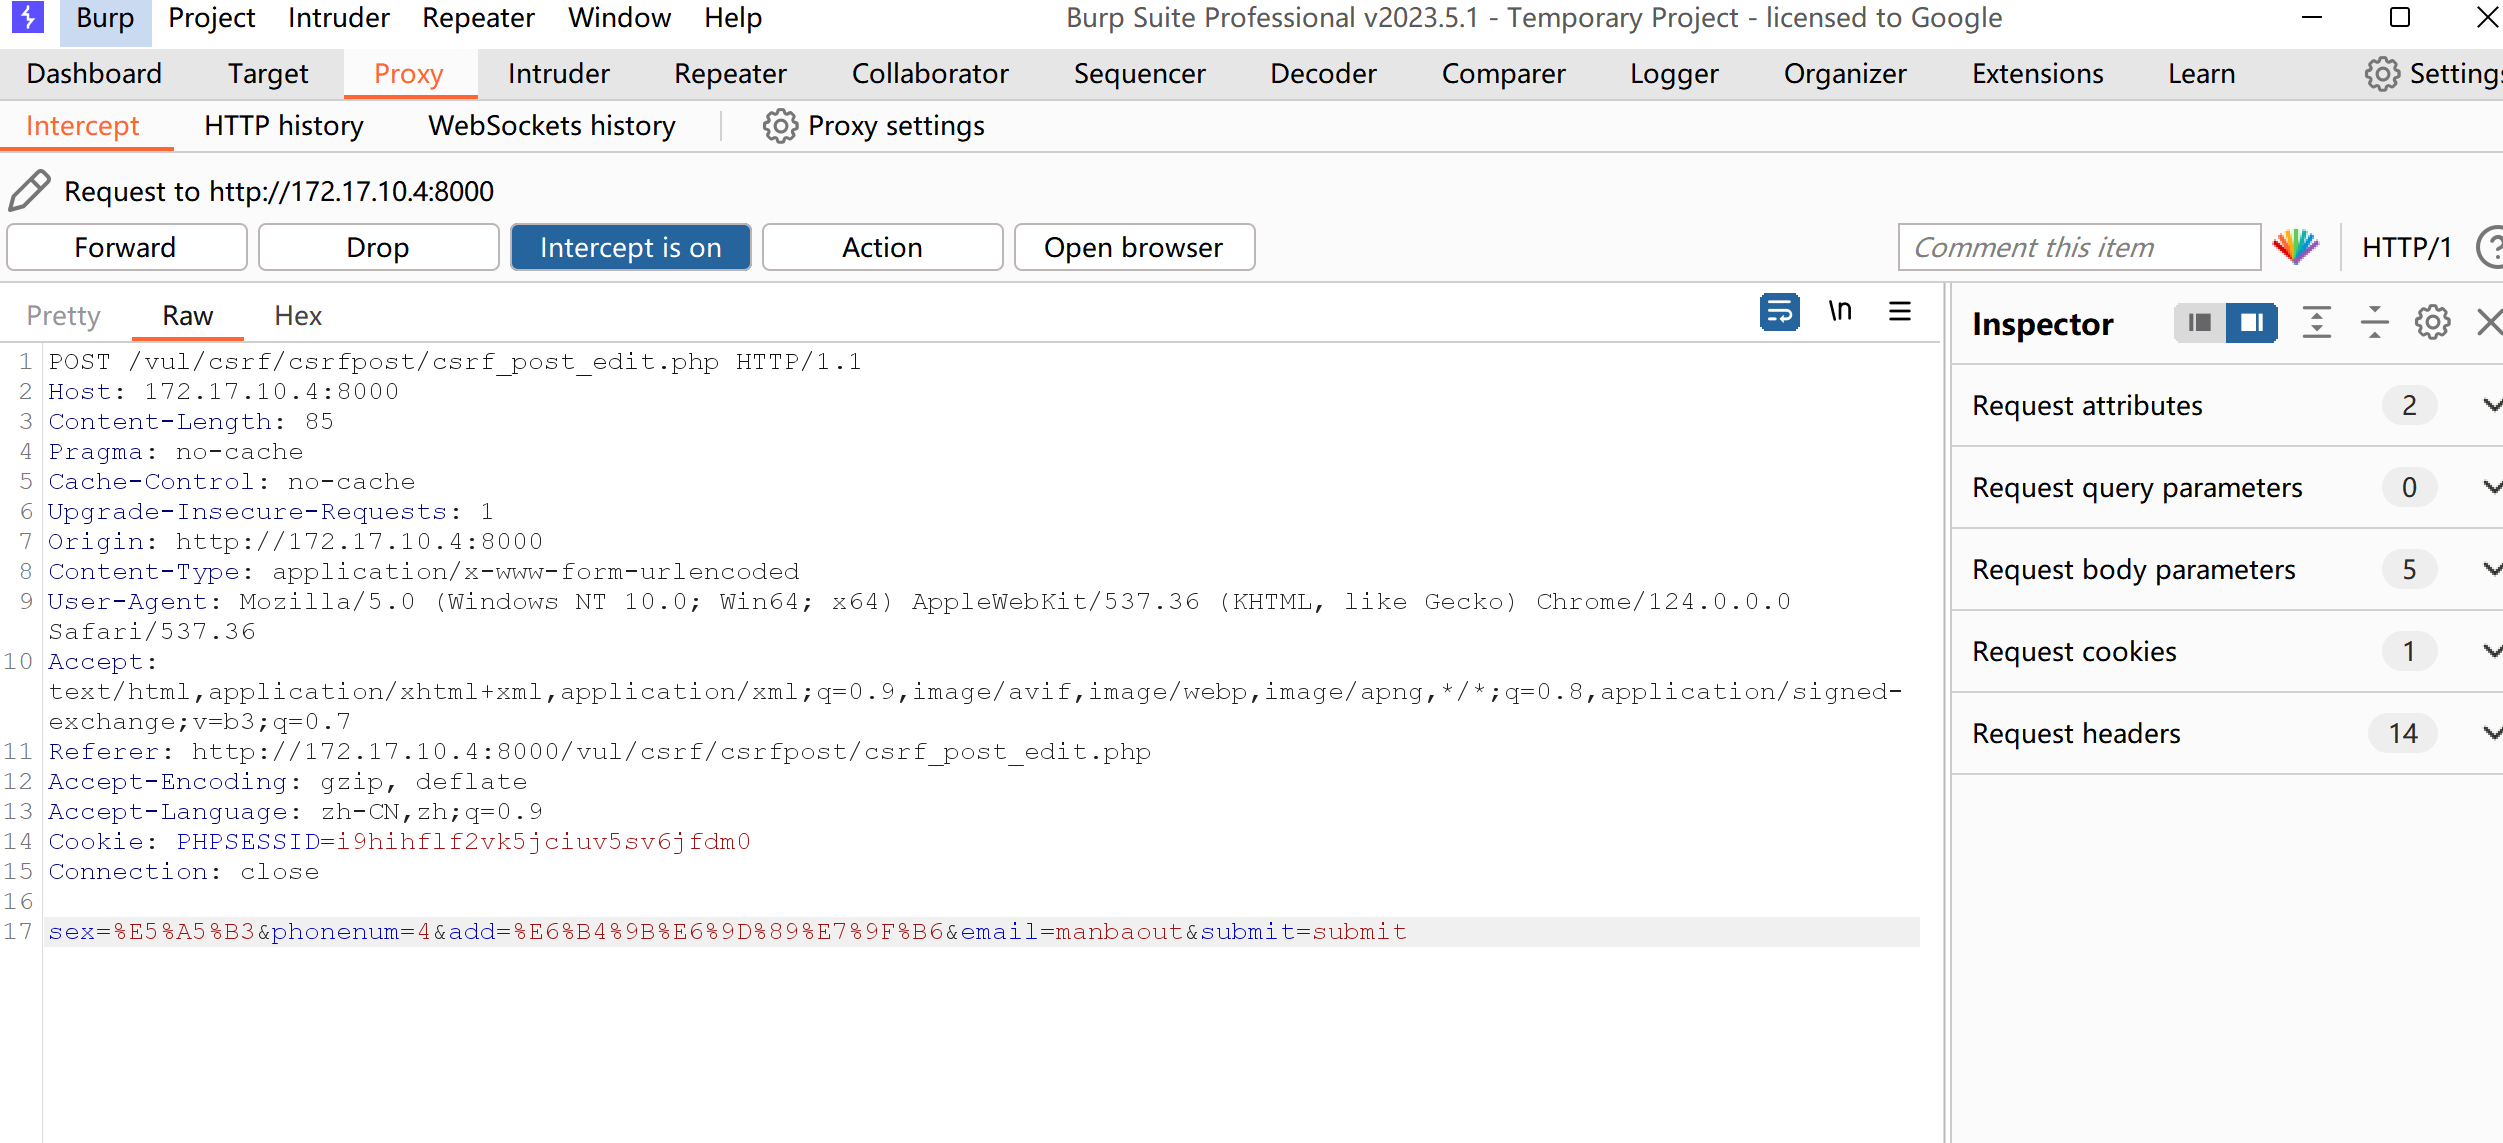 Burp Project Intruder Repeater Window Help Burp Suite Professional v2023.5.1 - Temporary Project - licensed to Google
Dashboard Target Proxy Intruder Repeater Collaborator Sequencer Decoder Comparer Logger Organizer Extensions Learn Settings
Intercept HTTP history WebSockets history Proxy settings
Request to http://172.17.10.4:8000
Forward Drop Intercept is on Action Open browser Comment this item HTTP/1 ?
Pretty Raw Hex \n
Inspector
1 POST /vul/csrf/csrfpost/csrf_post_edit.php HTTP/1.1
2 Host: 172.17.10.4:8000
3 Content-Length: 85
4 Pragma: no-cache
5 Cache-Control: no-cache
6 Upgrade-Insecure-Requests: 1
7 Origin: http://172.17.10.4:8000
8 Content-Type: application/x-www-form-urlencoded
9 User-Agent: Mozilla/5.0 (Windows NT 10.0; Win64; x64) AppleWebKit/537.36 (KHTML, like Gecko) Chrome/124.0.0.0
Safari/537.36
10 Accept:
text/html,application/xhtml+xml,application/xml;q=0.9,image/avif,image/webp,image/apng,*/*;q=0.8,application/signed-
exchange;v=b3;q=0.7
11 Referer: http://172.17.10.4:8000/vul/csrf/csrfpost/csrf_post_edit.php
12 Accept-Encoding: gzip, deflate
13 Accept-Language: zh-CN,zh;q=0.9
14 Cookie: PHPSESSID=i9hihflf2vk5jciuv5sv6jfdm0
15 Connection: close
16
17 sex=%E5%A5%B3&phonenum=4&add=%E6%B4%9B%E6%9D%89%E7%9F%B6&email=manbaout&submit=submit
Request attributes 2
Request query parameters 0
Request body parameters 5
Request cookies 1
Request headers 14